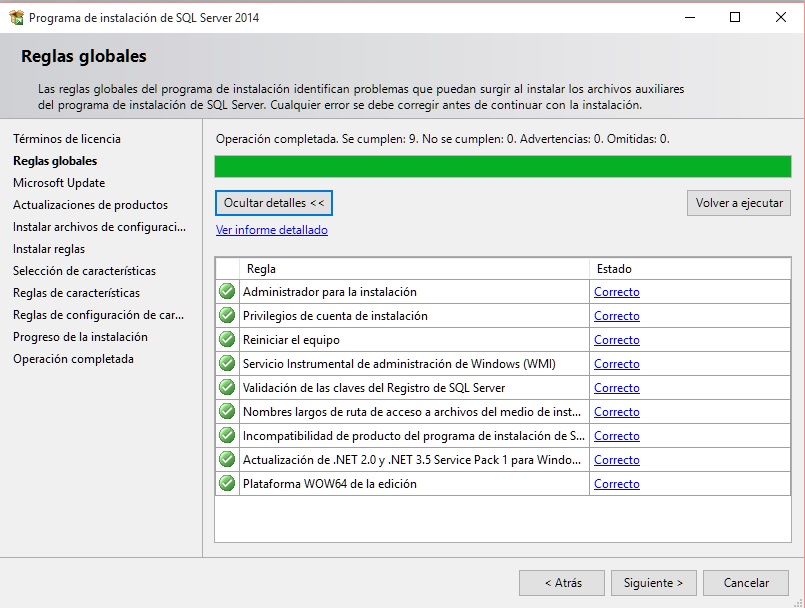 Programa de instalación de SQL Server 2014
Reglas globales
Las reglas globales del programa de instalación identifican problemas que puedan surgir al instalar los archivos auxiliares
del programa de instalación de SQL Server. Cualquier error se debe corregir antes de continuar con la instalación.
Términos de licencia
Reglas globales
Microsoft Update
Actualizaciones de productos
Instalar archivos de configuraci...
Instalar reglas
Selección de características
Reglas de características
Reglas de configuración de car...
Progreso de la instalación
Operación completada
Operación completada. Se cumplen: 9. No se cumplen: 0. Advertencias: 0. Omitidas: 0.
Ocultar detalles <<
Volver a ejecutar
Ver informe detallado
Regla Estado
Administrador para la instalación Correcto
Privilegios de cuenta de instalación Correcto
Reiniciar el equipo Correcto
Servicio Instrumental de administración de Windows (WMI) Correcto
Validación de las claves del Registro de SQL Server Correcto
Nombres largos de ruta de acceso a archivos del medio de inst... Correcto
Incompatibilidad de producto del programa de instalación de S... Correcto
Actualización de .NET 2.0 y .NET 3.5 Service Pack 1 para Windo... Correcto
Plataforma WOW64 de la edición Correcto
< Atrás
Siguiente >
Cancelar